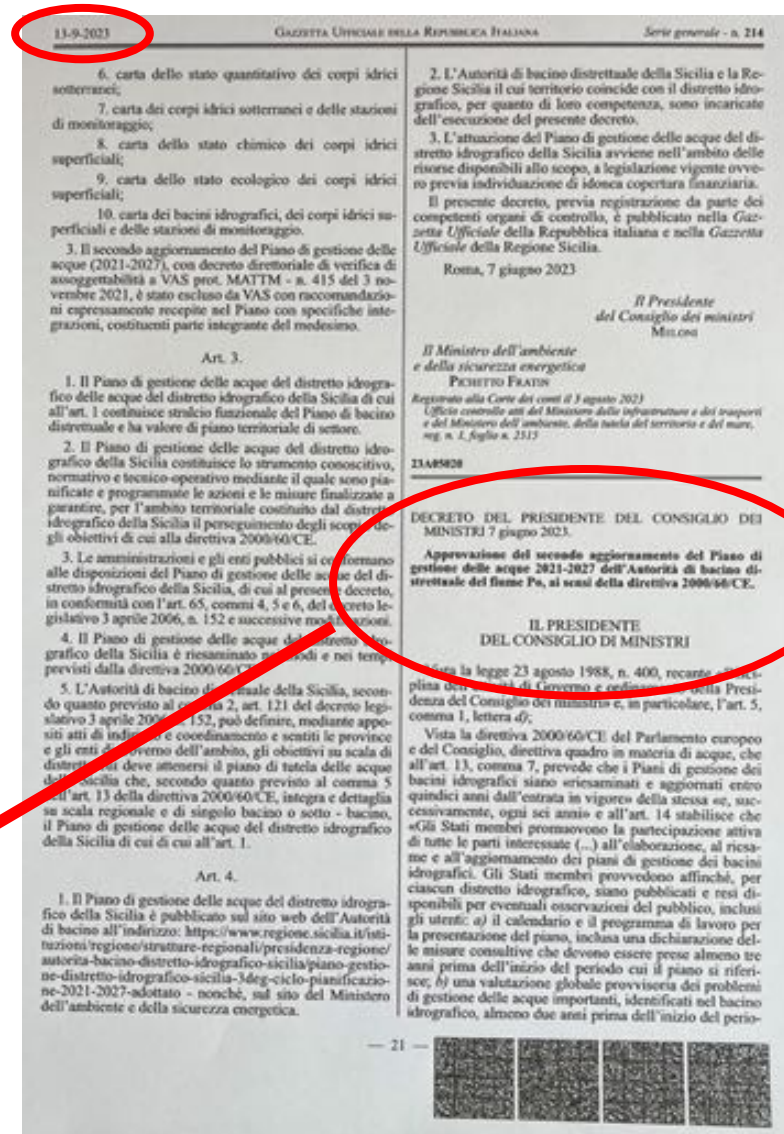 13-9-2023 GAZZETTA UFFICIALE DELLA REPUBBLICA ITALIANA Serie generale - n. 214
6. carta dello stato quantitativo dei corpi idrici
sotterranei;
7. carta dei corpi idrici sotterranei e delle stazioni
di monitoraggio;
8. carta dello stato chimico dei corpi idrici
superficiali;
9. carta dello stato ecologico dei corpi idrici
superficiali;
10. carta dei bacini idrografici, dei corpi idrici su-
perficiali e delle stazioni di monitoraggio.
3. Il secondo aggiornamento del Piano di gestione delle
acque (2021-2027), con decreto direttoriale di verifica di
assoggettabilità a VAS prot. MATTM - n. 415 del 3 no-
vembre 2021, è stato escluso da VAS con raccomandazio-
ni espressamente recepite nel Piano con specifiche inte-
grazioni, costituenti parte integrante del medesimo.
Art. 3.
1. Il Piano di gestione delle acque del distretto idrogra-
fico delle acque del distretto idrografico della Sicilia di cui
all'art. 1 costituisce stralcio funzionale del Piano di bacino
distrettuale e ha valore di piano territoriale di settore.
2. Il Piano di gestione delle acque del distretto idro-
grafico della Sicilia costituisce lo strumento conoscitivo,
normativo e tecnico-operativo mediante il quale sono pia-
nificate e programmate le azioni e le misure finalizzate a
garantire, per l'ambito territoriale costituito dal distretto
idrografico della Sicilia il perseguimento degli scopi e de-
gli obiettivi di cui alla direttiva 2000/60/CE.
3. Le amministrazioni e gli enti pubblici si conformano
alle disposizioni del Piano di gestione delle acque del di-
stretto idrografico della Sicilia, di cui al presente decreto,
in conformità con l'art. 65, commi 4, 5 e 6, del decreto le-
gislativo 3 aprile 2006, n. 152 e successive modificazioni.
4. Il Piano di gestione delle acque del distretto idro-
grafico della Sicilia è riesaminato nei modi e nei tempi
previsti dalla direttiva 2000/60/CE.
5. L'Autorità di bacino distrettuale della Sicilia, secon-
do quanto previsto al comma 2, art. 121 del decreto legi-
slativo 3 aprile 2006, n. 152, può definire, mediante appo-
siti atti di indirizzo e coordinamento e sentiti le province
e gli enti di governo dell'ambito, gli obiettivi su scala di
distretto cui deve attenersi il piano di tutela delle acque
della Sicilia che, secondo quanto previsto al comma 5
dell'art. 13 della direttiva 2000/60/CE, integra e dettaglia
su scala regionale e di singolo bacino o sotto - bacino,
il Piano di gestione delle acque del distretto idrografico
della Sicilia di cui di cui all'art. 1.
Art. 4.
1. Il Piano di gestione delle acque del distretto idrogra-
fico della Sicilia è pubblicato sul sito web dell'Autorità
di bacino all'indirizzo: https://www.regione.sicilia.it/isti-
tuzioni/regione/strutture-regionali/presidenza-regione/
autorita-bacino-distretto-idrografico-sicilia/piano-gestio-
ne-distretto-idrografico-sicilia-3deg-ciclo-pianificazio-
ne-2021-2027-adottato - nonché, sul sito del Ministero
dell'ambiente e della sicurezza energetica.
2. L'Autorità di bacino distrettuale della Sicilia e la Re-
gione Sicilia il cui territorio coincide con il distretto idro-
grafico, per quanto di loro competenza, sono incaricate
dell'esecuzione del presente decreto.
3. L'attuazione del Piano di gestione delle acque del di-
stretto idrografico della Sicilia avviene nell'ambito delle
risorse disponibili allo scopo, a legislazione vigente ovve-
ro previa individuazione di idonea copertura finanziaria.
Il presente decreto, previa registrazione da parte dei
competenti organi di controllo, è pubblicato nella Gaz-
zetta Ufficiale della Repubblica italiana e nella Gazzetta
Ufficiale della Regione Sicilia.
Roma, 7 giugno 2023
Il Presidente
del Consiglio dei ministri
MELONI
Il Ministro dell'ambiente
e della sicurezza energetica
PICHETTO FRATIN
Registrato alla Corte dei conti il 3 agosto 2023
Ufficio controllo atti del Ministero delle infrastrutture e dei trasporti
e del Ministero dell'ambiente, della tutela del territorio e del mare,
reg. n. 1, foglio n. 2515
23A05020
DECRETO DEL PRESIDENTE DEL CONSIGLIO DEI
MINISTRI 7 giugno 2023.
Approvazione del secondo aggiornamento del Piano di
gestione delle acque 2021-2027 dell'Autorità di bacino di-
strettuale del fiume Po, ai sensi della direttiva 2000/60/CE.
IL PRESIDENTE
DEL CONSIGLIO DI MINISTRI
Vista la legge 23 agosto 1988, n. 400, recante «Disci-
plina dell'attività di Governo e ordinamento della Presi-
denza del Consiglio dei ministri» e, in particolare, l'art. 5,
comma 1, lettera d);
Vista la direttiva 2000/60/CE del Parlamento europeo
e del Consiglio, direttiva quadro in materia di acque, che
all'art. 13, comma 7, prevede che i Piani di gestione dei
bacini idrografici siano «riesaminati e aggiornati entro
quindici anni dall'entrata in vigore» della stessa «e, suc-
cessivamente, ogni sei anni» e all'art. 14 stabilisce che
«Gli Stati membri promuovono la partecipazione attiva
di tutte le parti interessate (...) all'elaborazione, al riesa-
me e all'aggiornamento dei piani di gestione dei bacini
idrografici. Gli Stati membri provvedono affinché, per
ciascun distretto idrografico, siano pubblicati e resi di-
sponibili per eventuali osservazioni del pubblico, inclusi
gli utenti: a) il calendario e il programma di lavoro per
la presentazione del piano, inclusa una dichiarazione del-
le misure consultive che devono essere prese almeno tre
anni prima dell'inizio del periodo cui il piano si riferi-
sce; b) una valutazione globale provvisoria dei problemi
di gestione delle acque importanti, identificati nel bacino
idrografico, almeno due anni prima dell'inizio del perio-
— 21 —